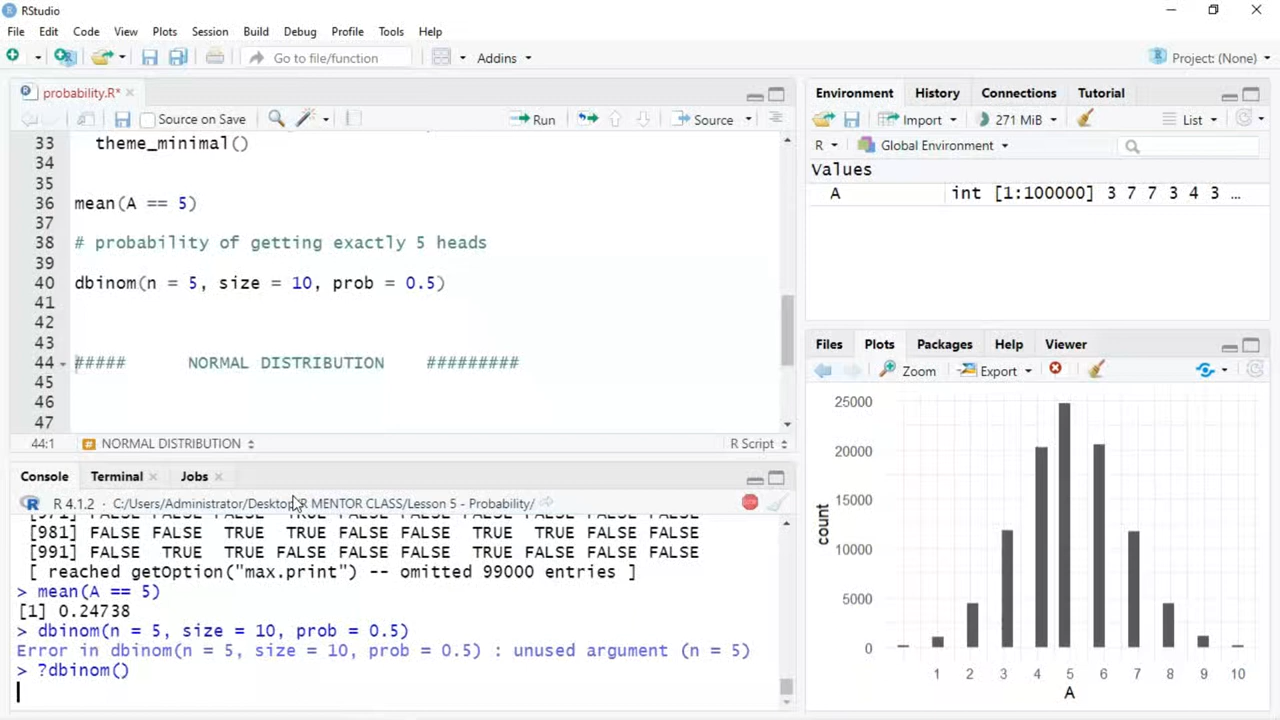 RStudio
File Edit Code View Plots Session Build Debug Profile Tools Help
Go to file/function Addins Project: (None)
probability.R*
Source on Save Run Source
33 theme_minimal()
34
35
36 mean(A == 5)
37
38 # probability of getting exactly 5 heads
39
40 dbinom(n = 5, size = 10, prob = 0.5)
41
42
43
44 ##### NORMAL DISTRIBUTION #########
45
46
47
44:1 NORMAL DISTRIBUTION R Script
Console Terminal Jobs
R 4.1.2 · C:/Users/Administrator/Desktop/R MENTOR CLASS/Lesson 5 - Probability/
[981] FALSE FALSE TRUE TRUE FALSE FALSE TRUE TRUE FALSE FALSE
[991] FALSE TRUE TRUE FALSE FALSE FALSE TRUE FALSE FALSE FALSE
[ reached getOption("max.print") -- omitted 99000 entries ]
> mean(A == 5)
[1] 0.24738
> dbinom(n = 5, size = 10, prob = 0.5)
Error in dbinom(n = 5, size = 10, prob = 0.5) : unused argument (n = 5)
> ?dbinom()
Environment History Connections Tutorial
Import 271 MiB List
R Global Environment
Values
A int [1:100000] 3 7 7 3 4 3 …
Files Plots Packages Help Viewer
Zoom Export
25000
20000
15000
10000
5000
0
count
1 2 3 4 5 6 7 8 9 10
A